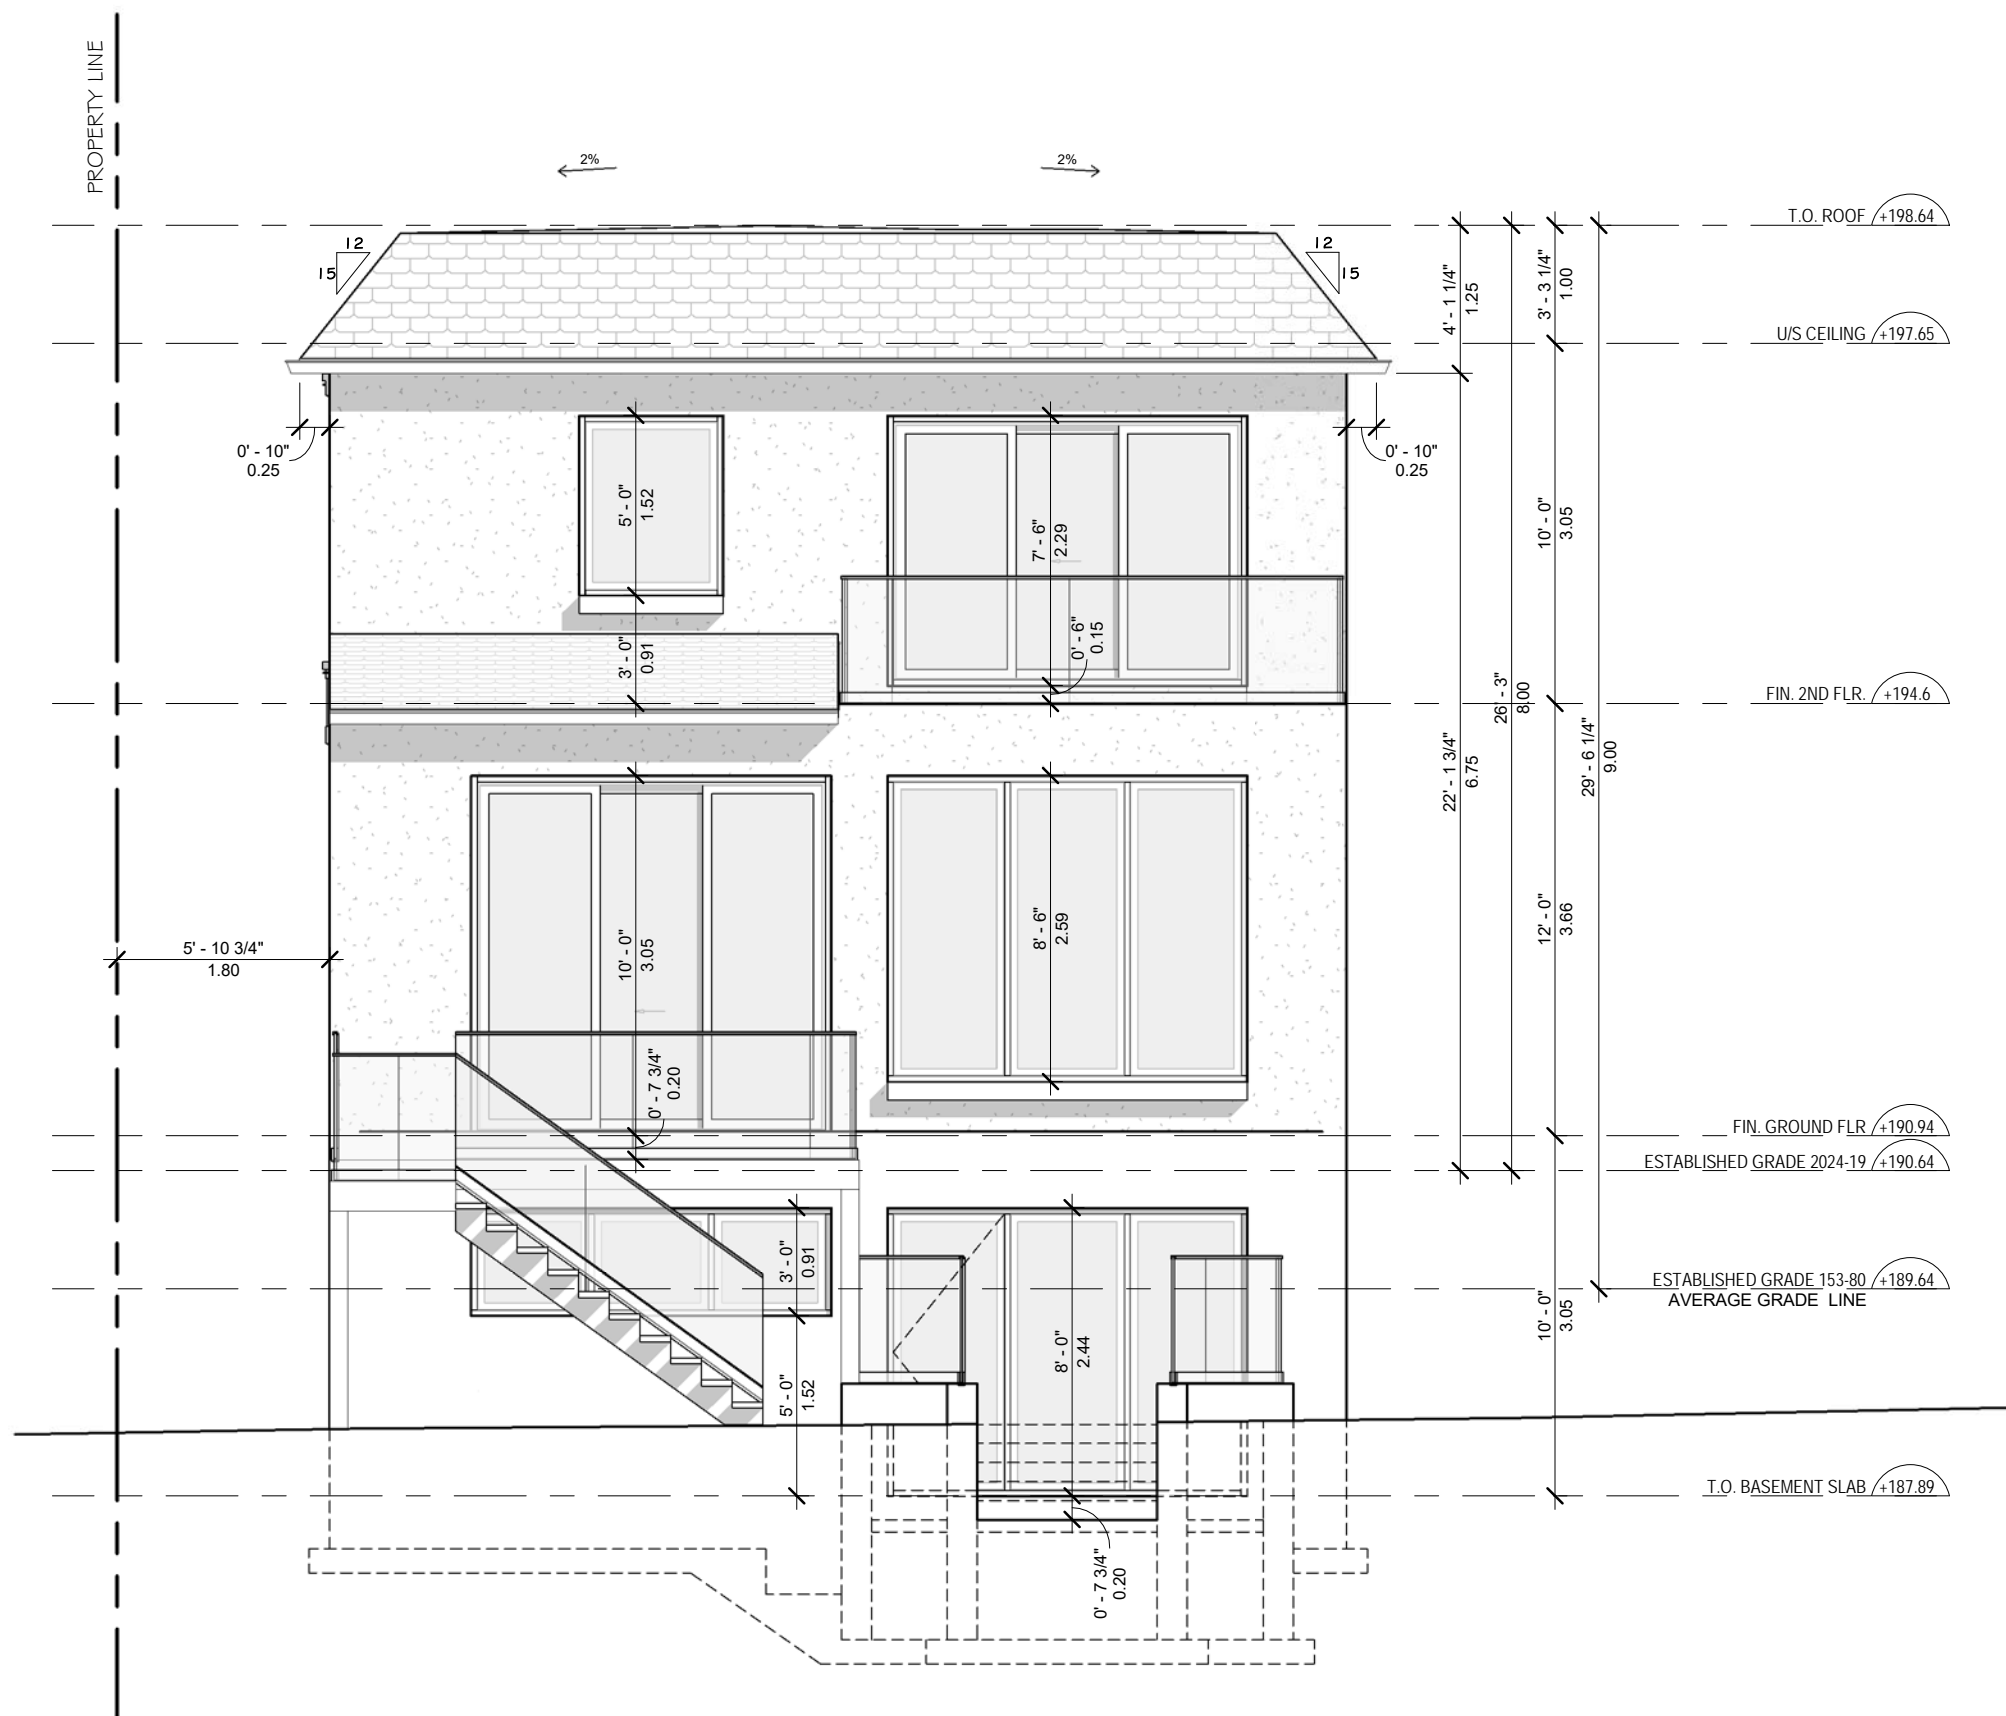 PROPERTY LINE
2%
2%
12
15
12
15
T.O. ROOF +198.64
4' - 1 1/4"
1.25
3' - 3 1/4"
1.00
U/S CEILING +197.65
0' - 10"
0.25
0' - 10"
0.25
5' - 0"
1.52
7' - 6"
2.29
10' - 0"
3.05
3' - 0"
0.91
0' - 6"
0.15
FIN. 2ND FLR. +194.6
26' - 3"
8.00
22' - 1 3/4"
6.75
29' - 6 1/4"
9.00
5' - 10 3/4"
1.80
10' - 0"
3.05
8' - 6"
2.59
12' - 0"
3.66
0' - 7 3/4"
0.20
FIN. GROUND FLR +190.94
ESTABLISHED GRADE 2024-19 +190.64
3' - 0"
0.91
ESTABLISHED GRADE 153-80 +189.64
AVERAGE GRADE LINE
10' - 0"
3.05
8' - 0"
2.44
5' - 0"
1.52
T.O. BASEMENT SLAB +187.89
0' - 7 3/4"
0.20